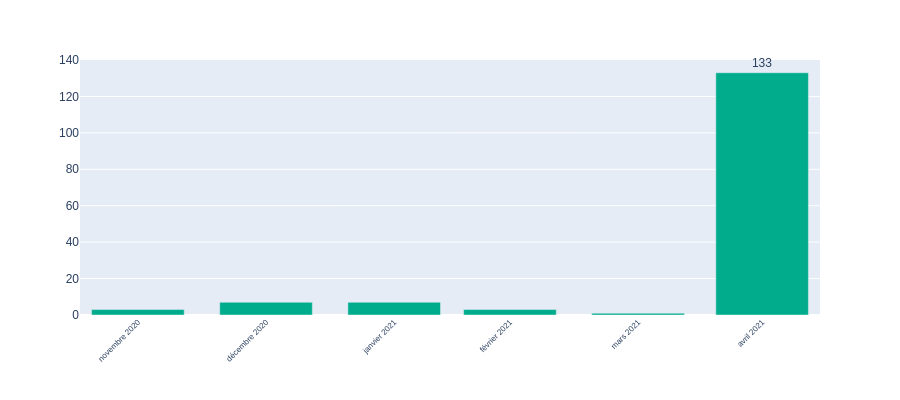 140
120
100
80
60
40
20
0
133
novembre 2020
décembre 2020
janvier 2021
février 2021
mars 2021
avril 2021